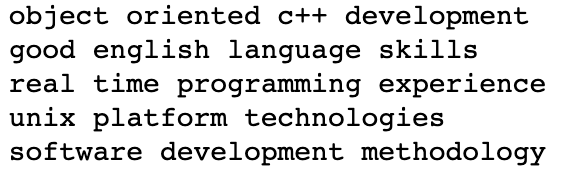 object oriented c++ development
good english language skills
real time programming experience
unix platform technologies
software development methodology